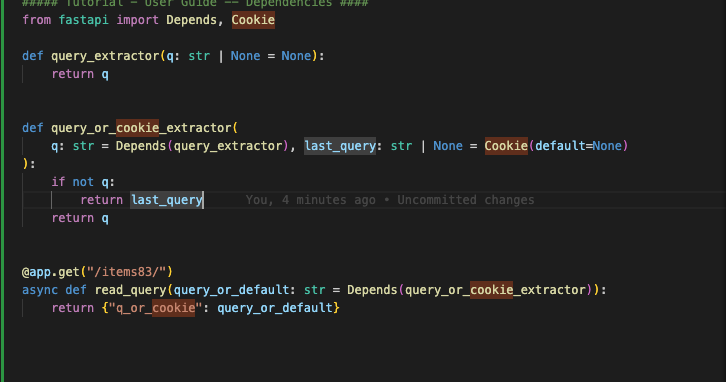 ##### Tutorial - User Guide -- Dependencies ####
from fastapi import Depends, Cookie
def query_extractor(q: str | None = None):
return q
def query_or_cookie_extractor(
q: str = Depends(query_extractor), last_query: str | None = Cookie(default=None)
):
if not q:
return last_query You, 4 minutes ago • Uncommitted changes
return q
@app.get("/items83/")
async def read_query(query_or_default: str = Depends(query_or_cookie_extractor)):
return {"q_or_cookie": query_or_default}